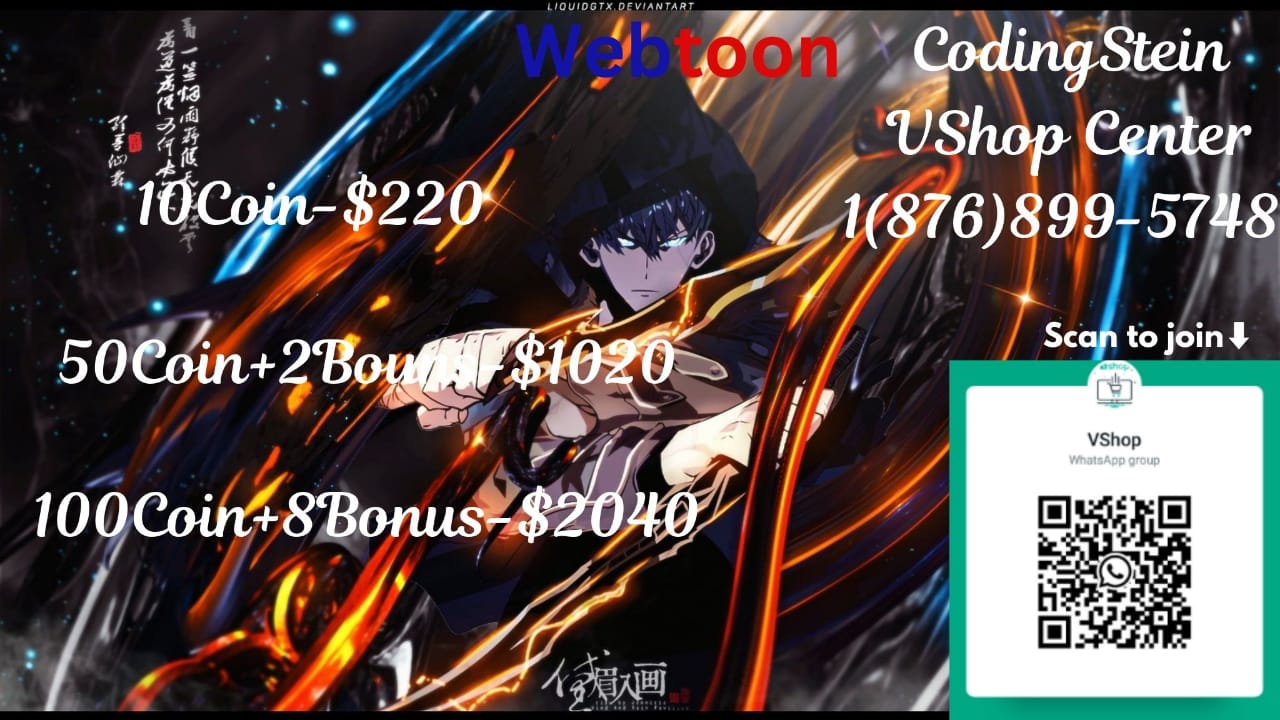 LIQUIDGTX.DEVIANTART
Webtoon
CodingStein
VShop Center
1(876)899-5748
10Coin-$220
50Coin+2Bouns-$1020
100Coin+8Bonus-$2040
Scan to join⬇
VShop
WhatsApp group